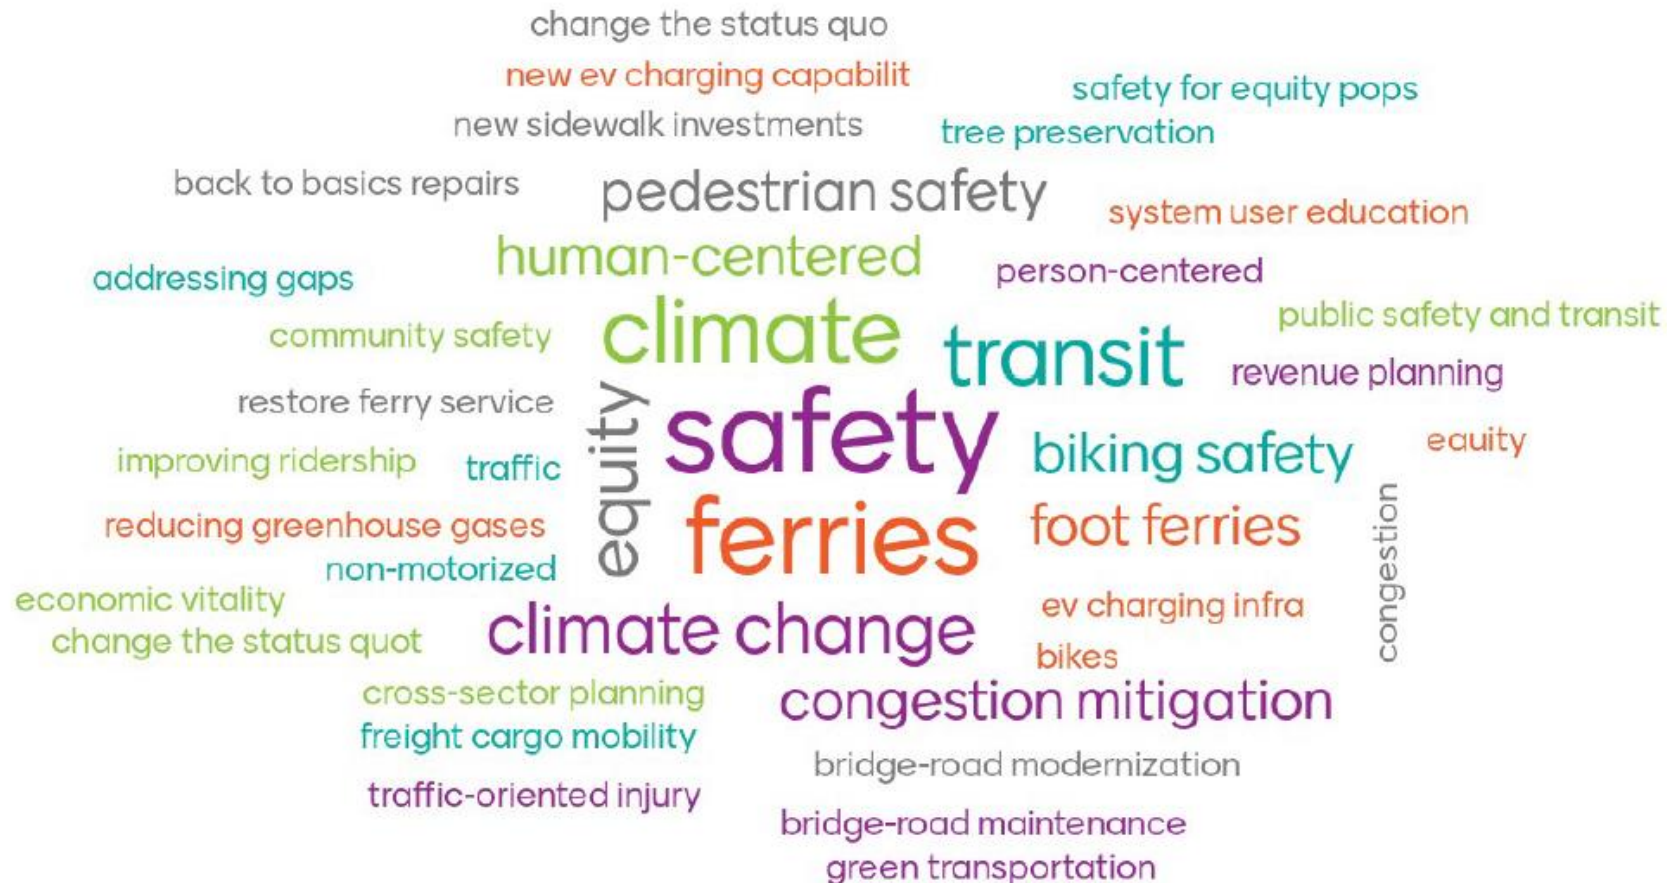 change the status quo
new ev charging capabilit
safety for equity pops
new sidewalk investments
tree preservation
back to basics repairs
pedestrian safety
system user education
human-centered
person-centered
addressing gaps
public safety and transit
community safety
climate
transit
revenue planning
restore ferry service
equity
safety
biking safety
eauity
improving ridership
traffic
reducing greenhouse gases
ferries
foot ferries
congestion
non-motorized
economic vitality
ev charging infra
change the status quot
climate change
bikes
cross-sector planning
congestion mitigation
freight cargo mobility
bridge-road modernization
traffic-oriented injury
bridge-road maintenance
green transportation